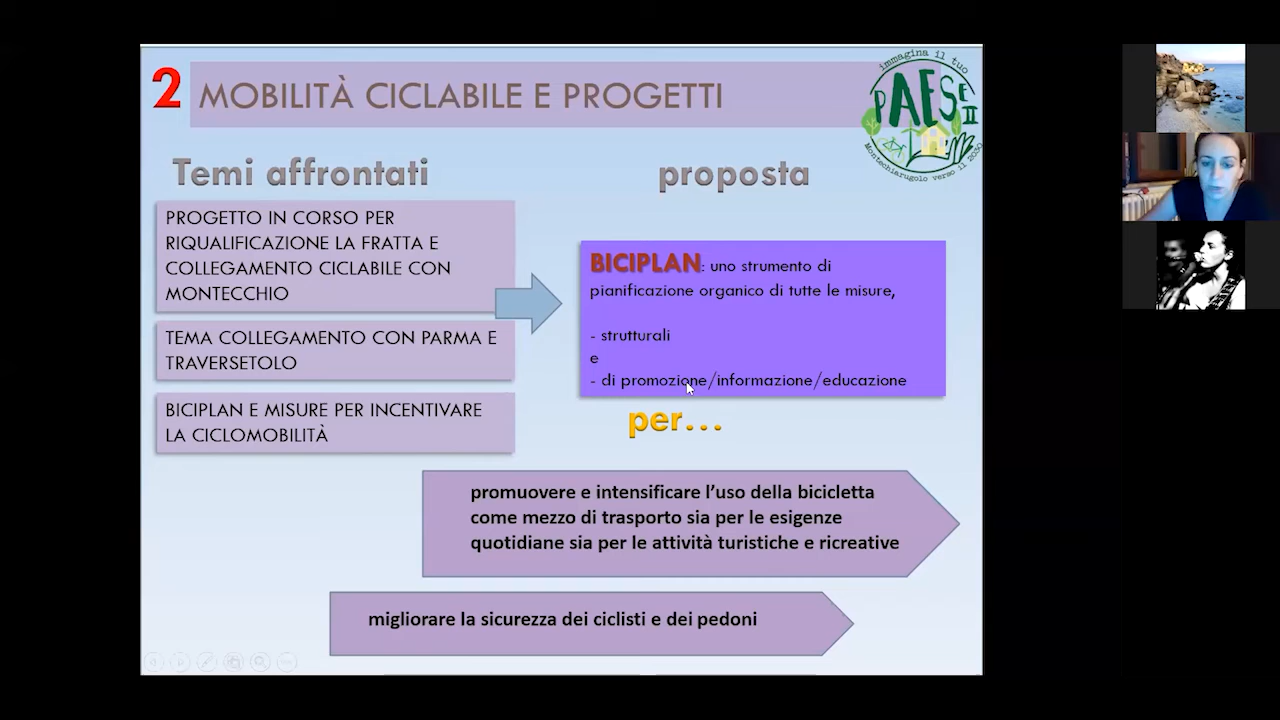 2 MOBILITÀ CICLABILE E PROGETTI
immagina il tuo
PAESE
II
Montechiarugolo verso il 2030
Temi affrontati
PROGETTO IN CORSO PER
RIQUALIFICAZIONE LA FRATTA E
COLLEGAMENTO CICLABILE CON
MONTECCHIO
TEMA COLLEGAMENTO CON PARMA E
TRAVERSETOLO
BICIPLAN E MISURE PER INCENTIVARE
LA CICLOMOBILITÀ
proposta
BICIPLAN: uno strumento di
pianificazione organico di tutte le misure,
- strutturali
e
- di promozione/informazione/educazione
per...
promuovere e intensificare l'uso della bicicletta
come mezzo di trasporto sia per le esigenze
quotidiane sia per le attività turistiche e ricreative
migliorare la sicurezza dei ciclisti e dei pedoni